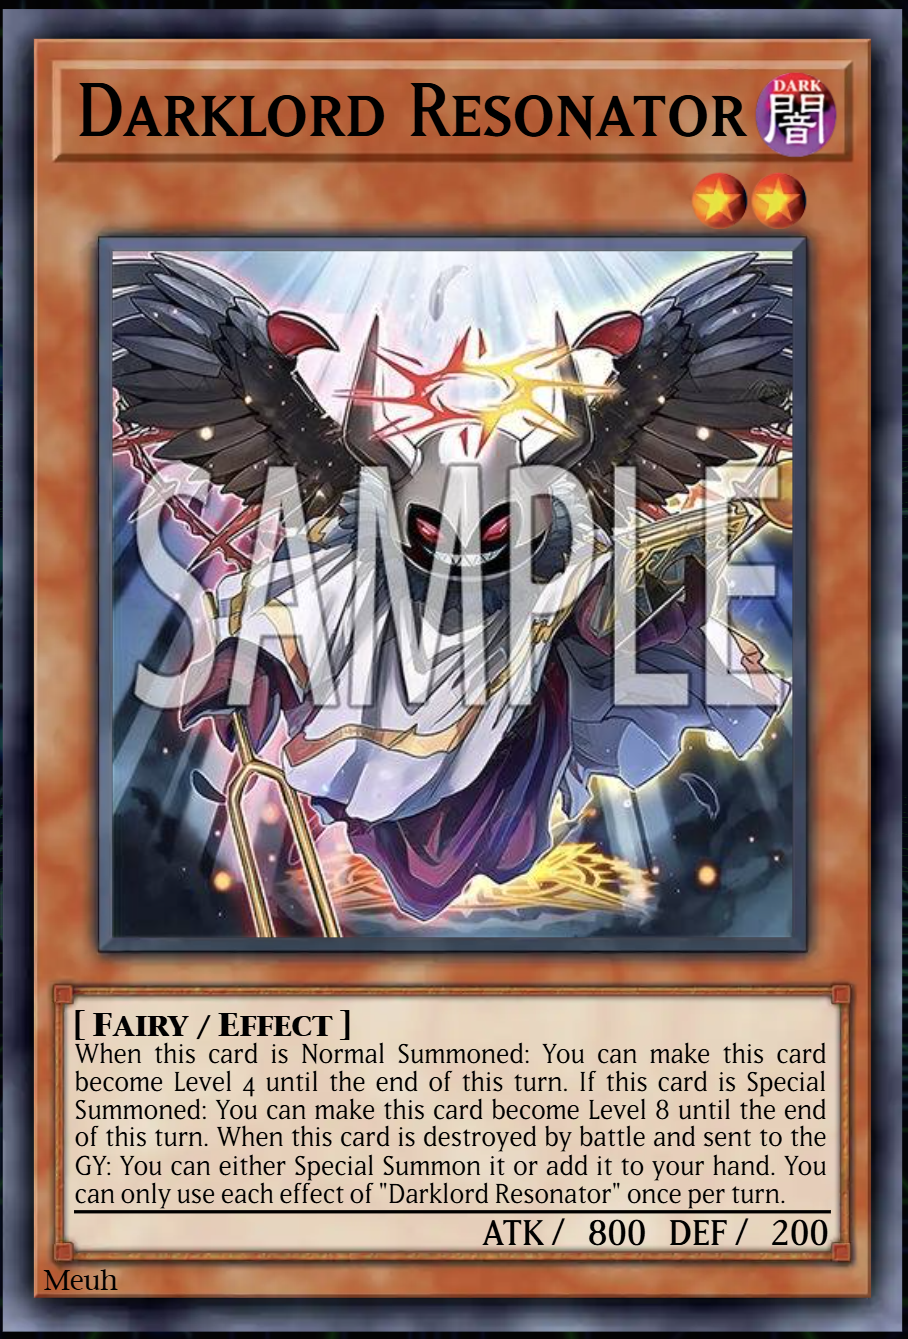 Darklord Resonator
DARK
闇
SAMPLE
[ Fairy / Effect ]
When this card is Normal Summoned: You can make this card
become Level 4 until the end of this turn. If this card is Special
Summoned: You can make this card become Level 8 until the end
of this turn. When this card is destroyed by battle and sent to the
GY: You can either Special Summon it or add it to your hand. You
can only use each effect of "Darklord Resonator" once per turn.
ATK / 800 DEF / 200
Meuh